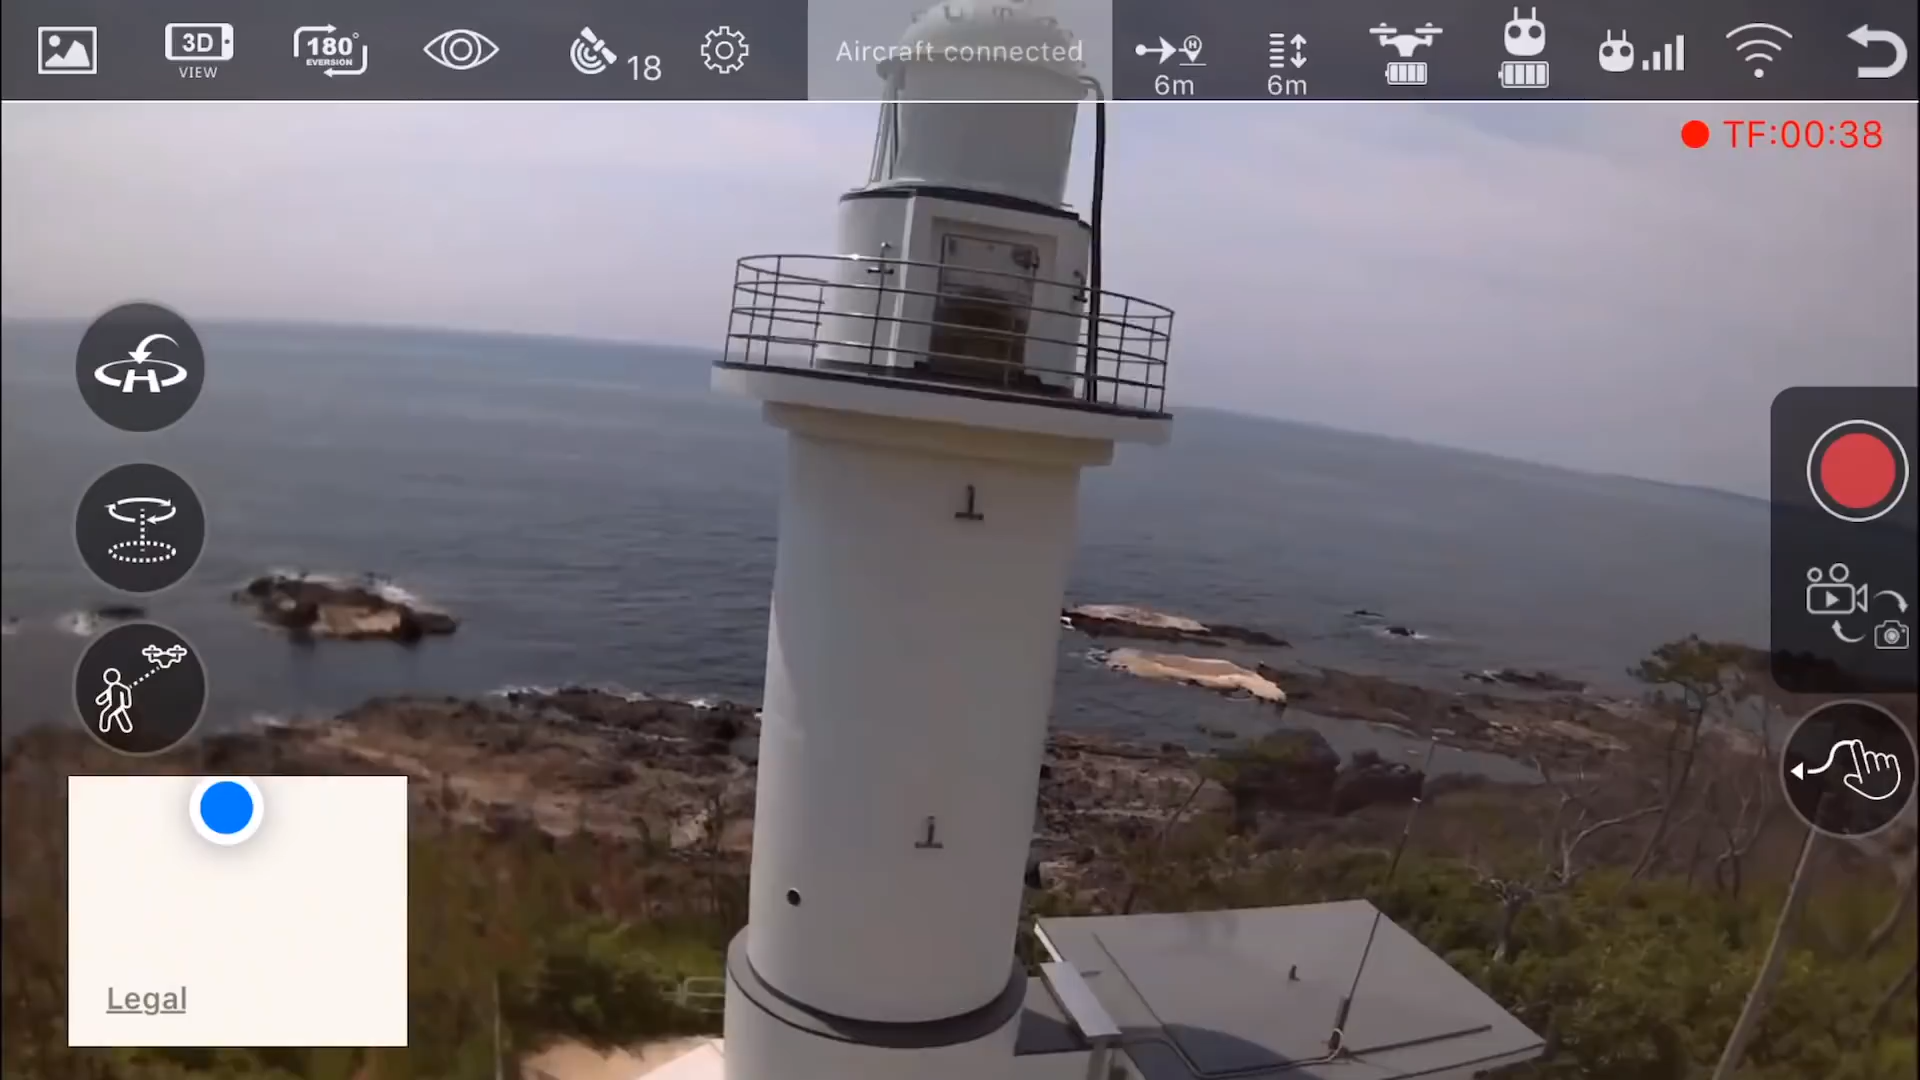 3D
VIEW
180°
EVERSION
18
Aircraft connected
6m
6m
TF:00:38
H
Legal